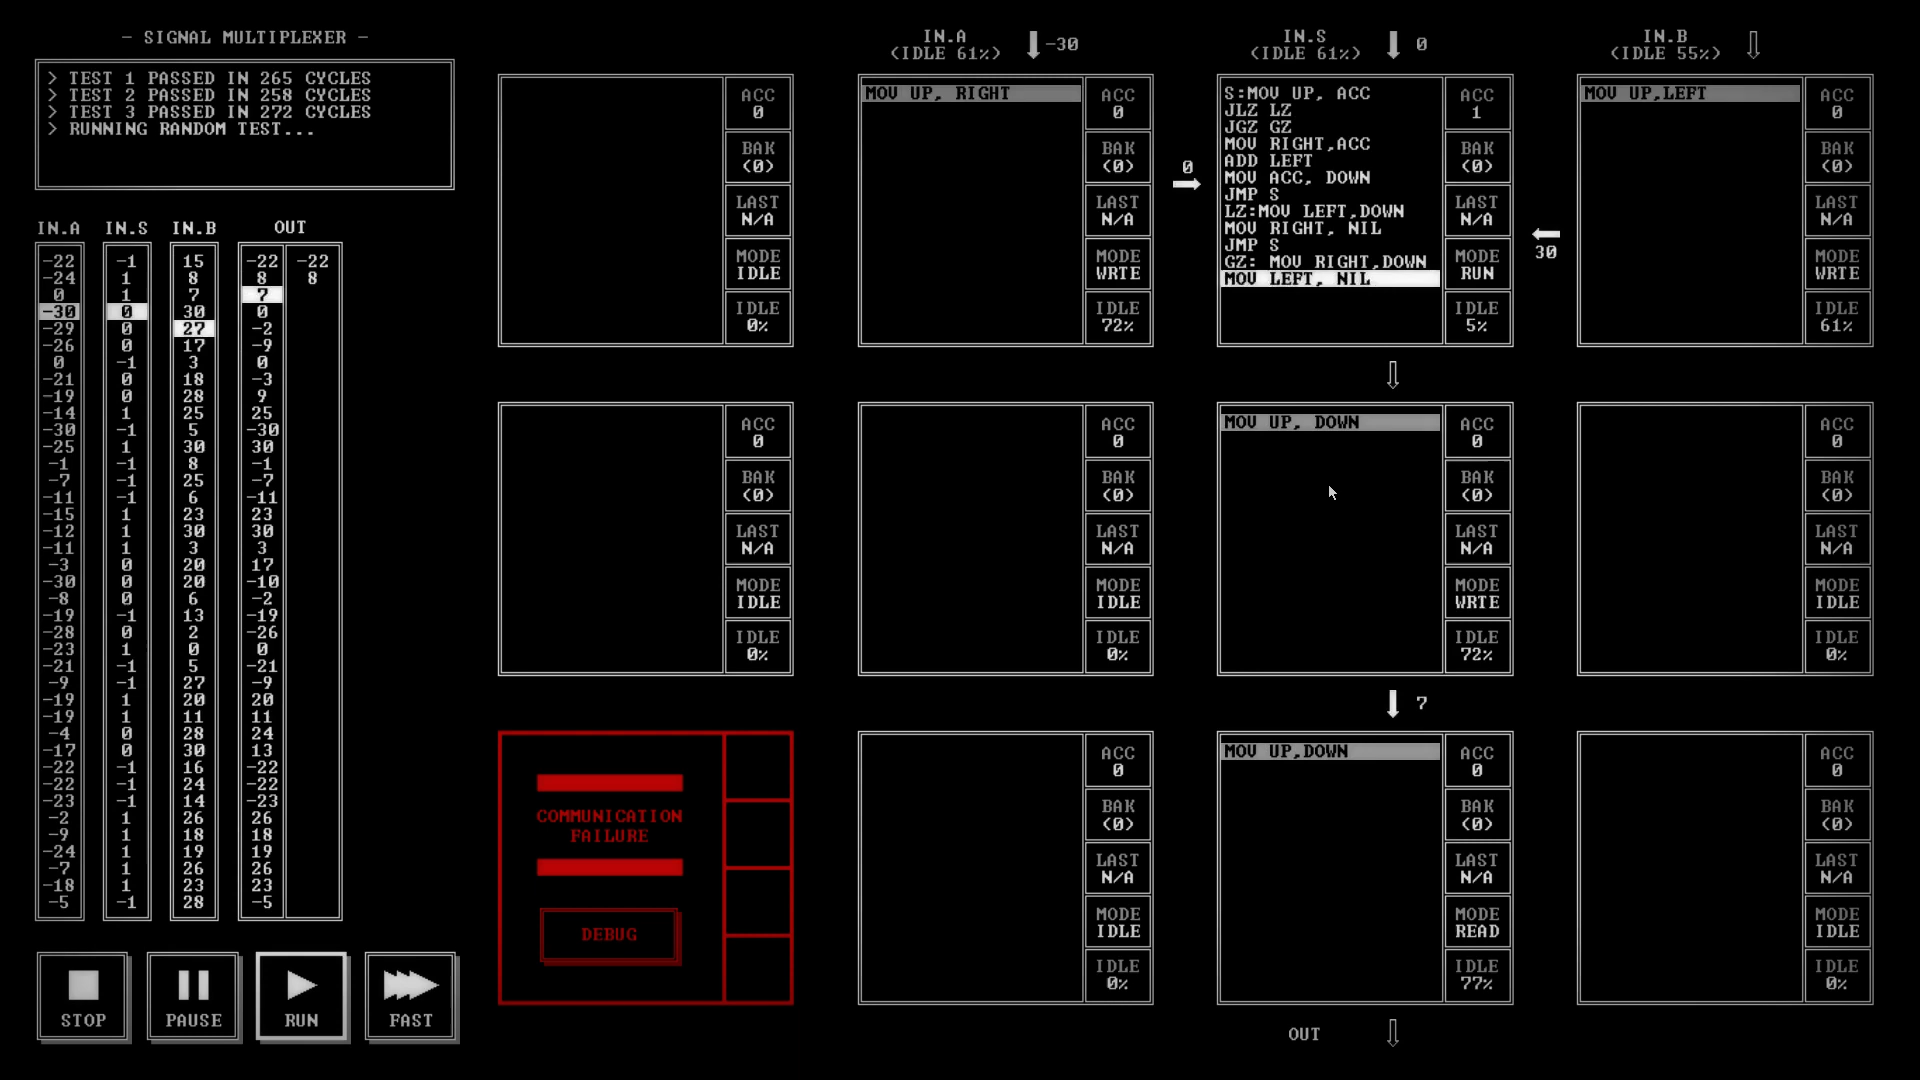 - SIGNAL MULTIPLEXER -
> TEST 1 PASSED IN 265 CYCLES
> TEST 2 PASSED IN 258 CYCLES
> TEST 3 PASSED IN 272 CYCLES
> RUNNING RANDOM TEST...
IN.A IN.S IN.B OUT
-22 -1 15 -22 -22
-24 1 8 8 8
0 1 7 7
-30 0 30 0
-29 0 27 -2
-26 0 17 -9
0 -1 3 0
-21 0 18 -3
-19 0 28 9
-14 1 25 25
-30 -1 5 -30
-25 1 30 30
-1 -1 8 -1
-7 -1 25 -7
-11 -1 6 -11
-15 1 23 23
-12 1 30 30
-11 1 3 3
-3 0 20 17
-30 0 20 -10
-8 0 6 -2
-19 -1 13 -19
-28 0 2 -26
-23 1 0 0
-21 -1 5 -21
-9 -1 27 -9
-19 1 20 20
-19 1 11 11
-4 0 28 24
-17 0 30 13
-22 -1 16 -22
-22 -1 24 -22
-23 -1 14 -23
-2 1 26 26
-9 1 18 18
-24 1 19 19
-7 1 26 26
-18 1 23 23
-5 -1 28 -5
STOP
PAUSE
RUN
FAST
IN.A
(IDLE 61%)
-30
IN.S
(IDLE 61%)
0
IN.B
(IDLE 55%)
ACC
0
BAK
(0)
LAST
N/A
MODE
IDLE
IDLE
0%
MOV UP, RIGHT
ACC
0
BAK
(0)
LAST
N/A
MODE
WRTE
IDLE
72%
0
S:MOV UP, ACC
JLZ LZ
JGZ GZ
MOV RIGHT,ACC
ADD LEFT
MOV ACC, DOWN
JMP S
LZ:MOV LEFT,DOWN
MOV RIGHT, NIL
JMP S
GZ: MOV RIGHT,DOWN
MOV LEFT, NIL
ACC
1
BAK
(0)
LAST
N/A
MODE
RUN
IDLE
5%
30
MOV UP,LEFT
ACC
0
BAK
(0)
LAST
N/A
MODE
WRTE
IDLE
61%
ACC
0
BAK
(0)
LAST
N/A
MODE
IDLE
IDLE
0%
ACC
0
BAK
(0)
LAST
N/A
MODE
IDLE
IDLE
0%
MOV UP, DOWN
ACC
0
BAK
(0)
LAST
N/A
MODE
WRTE
IDLE
72%
ACC
0
BAK
(0)
LAST
N/A
MODE
IDLE
IDLE
0%
7
COMMUNICATION
FAILURE
DEBUG
ACC
0
BAK
(0)
LAST
N/A
MODE
IDLE
IDLE
0%
MOV UP,DOWN
ACC
0
BAK
(0)
LAST
N/A
MODE
READ
IDLE
77%
ACC
0
BAK
(0)
LAST
N/A
MODE
IDLE
IDLE
0%
OUT